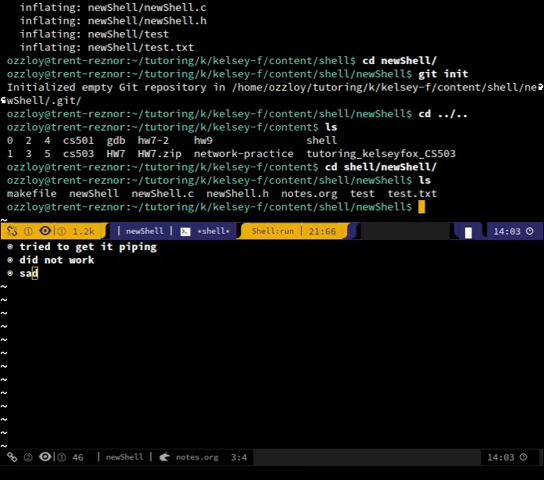 inflating: newShell/newShell.c
inflating: newShell/newShell.h
inflating: newShell/test
inflating: newShell/test.txt
ozzloy@trent-reznor:~/tutoring/k/kelsey-f/content/shell$ cd newShell/
ozzloy@trent-reznor:~/tutoring/k/kelsey-f/content/shell/newShell$ git init
Initialized empty Git repository in /home/ozzloy/tutoring/k/kelsey-f/content/shell/ne
wShell/.git/
ozzloy@trent-reznor:~/tutoring/k/kelsey-f/content/shell/newShell$ cd ../..
ozzloy@trent-reznor:~/tutoring/k/kelsey-f/content$ ls
0 2 4 cs501 gdb hw7-2 hw9 shell
1 3 5 cs503 HW7 HW7.zip network-practice tutoring_kelseyfox_CS503
ozzloy@trent-reznor:~/tutoring/k/kelsey-f/content$ cd shell/newShell/
ozzloy@trent-reznor:~/tutoring/k/kelsey-f/content/shell/newShell$ ls
makefile newShell newShell.c newShell.h notes.org test test.txt
ozzloy@trent-reznor:~/tutoring/k/kelsey-f/content/shell/newShell$
~
① 1.2k | newShell | *shell* Shell:run | 21:66 14:03
tried to get it piping
did not work
sad
~
~
~
~
~
~
~
~
~
~
~
~
~
② ① 46 | newShell | notes.org 3:4 14:03